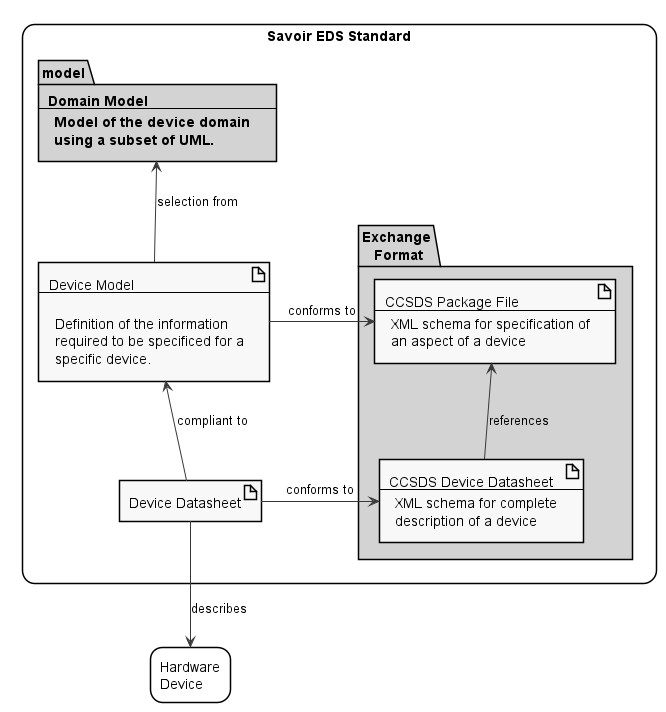 Savoir EDS Standard
model
Domain Model
Model of the device domain
using a subset of UML.
selection from
Exchange
Format
Device Model
Definition of the information
required to be specificed for a
specific device.
conforms to
CCSDS Package File
XML schema for specification of
an aspect of a device
compliant to
references
Device Datasheet
conforms to
CCSDS Device Datasheet
XML schema for complete
description of a device
describes
Hardware
Device